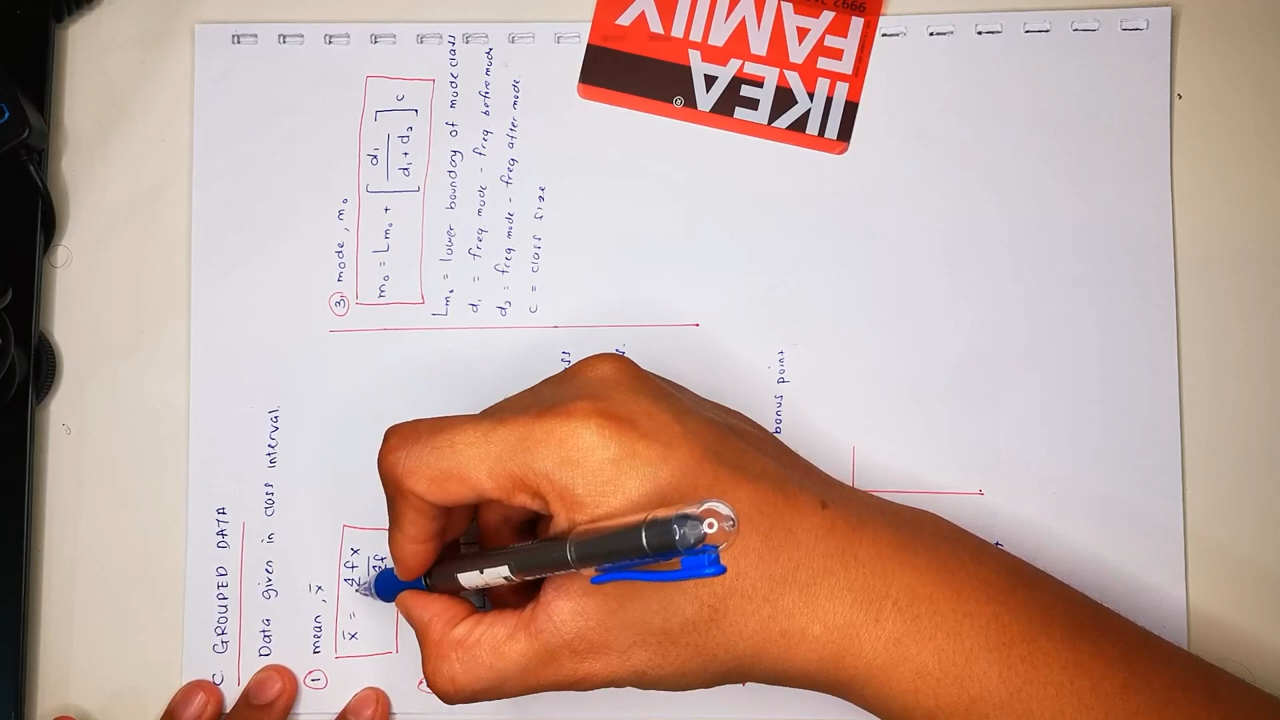 C. GROUPED DATA
Data given in class interval.
① mean, x̄
x̄ = Σfx
Σf
③ mode, m₀
m₀ = Lm₀ + [ d₁ / d₁ + d₂ ] c
Lm₀ = lower boundary of mode class
d₁ = freq mode - freq before mode
d₂ = freq mode - freq after mode.
c = class size
bonus point
IKEA®
FAMILY